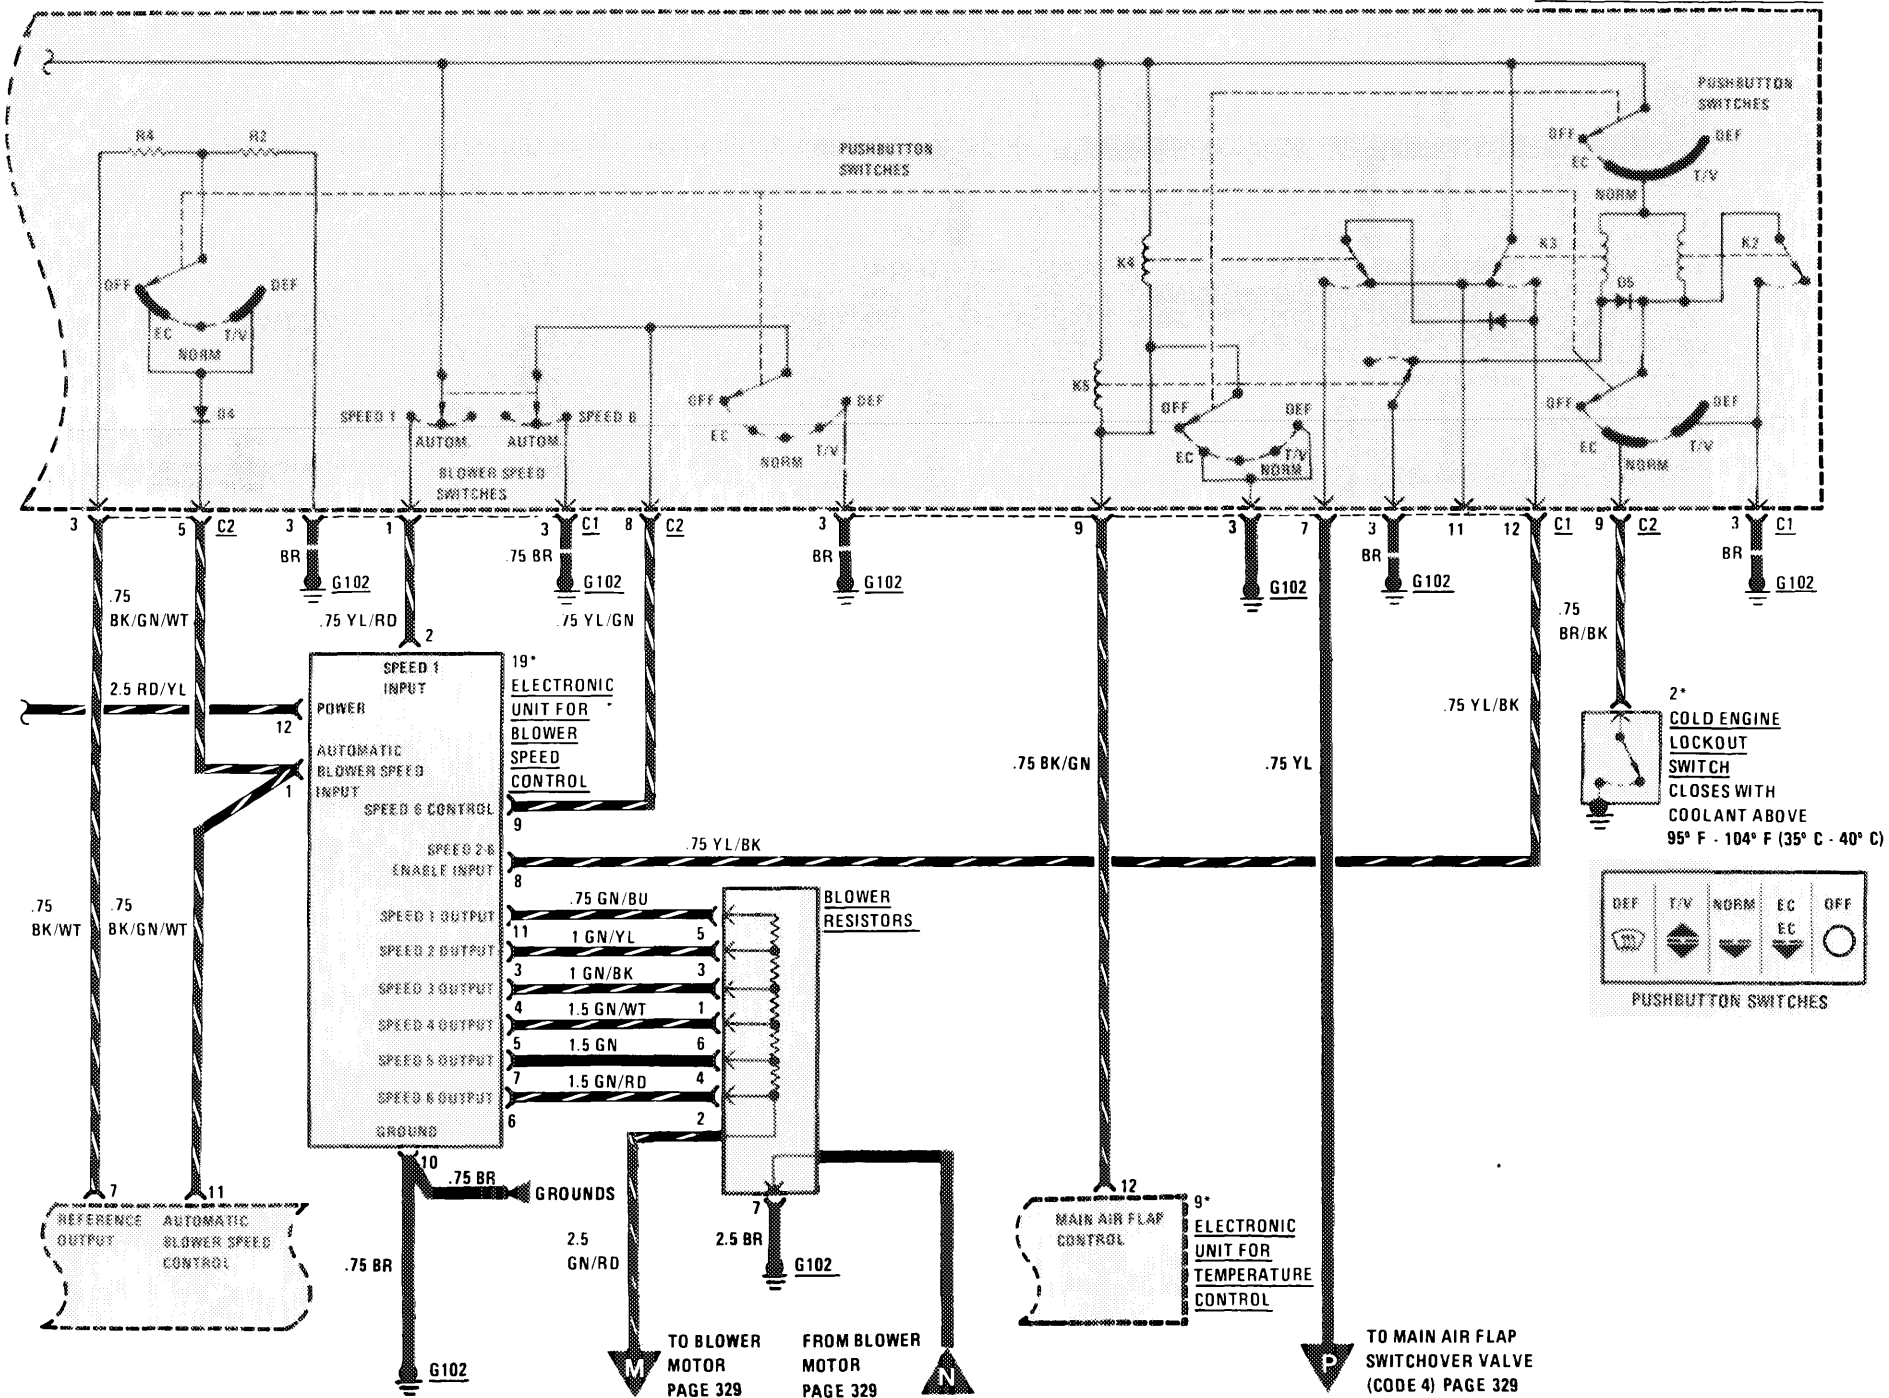 PUSHBUTTON
SWITCHES
R4
R2
PUSHBUTTON
SWITCHES
OFF
DEF
EC
T/V
NORM
K4
K3
K2
D5
OFF
DEF
EC
T/V
NORM
D4
SPEED 1
AUTOM.
AUTOM.
SPEED 6
BLOWER SPEED
SWITCHES
OFF
DEF
EC
T/V
NORM
K5
OFF
DEF
EC
T/V
NORM
OFF
DEF
EC
T/V
NORM
3
5
C2
3
1
3
C1
8
C2
3
9
3
7
3
11
12
C1
9
C2
3
C1
BR
.75 BR
BR
BR
BR
G102
G102
G102
G102
G102
G102
.75
BK/GN/WT
.75 YL/RD
.75 YL/GN
.75
BR/BK
2
SPEED 1
INPUT
19*
ELECTRONIC
UNIT FOR *
BLOWER
SPEED
CONTROL
2.5 RD/YL
12
POWER
AUTOMATIC
BLOWER SPEED
INPUT
1
SPEED 6 CONTROL
9
.75 BK/GN
.75 YL
.75 YL/BK
2*
COLD ENGINE
LOCKOUT
SWITCH
CLOSES WITH
COOLANT ABOVE
95° F - 104° F (35° C - 40° C)
SPEED 2-6
ENABLE INPUT
8
.75 YL/BK
.75
BK/WT
.75
BK/GN/WT
SPEED 1 OUTPUT
11
.75 GN/BU
5
BLOWER
RESISTORS
SPEED 2 OUTPUT
3
1 GN/YL
3
SPEED 3 OUTPUT
4
1 GN/BK
1
SPEED 4 OUTPUT
5
1.5 GN/WT
6
SPEED 5 OUTPUT
7
1.5 GN
4
SPEED 6 OUTPUT
6
1.5 GN/RD
2
GROUND
DEF
T/V
NORM
EC
EC
OFF
PUSHBUTTON SWITCHES
10
.75 BR
GROUNDS
7
11
REFERENCE
OUTPUT
AUTOMATIC
BLOWER SPEED
CONTROL
.75 BR
G102
2.5
GN/RD
7
2.5 BR
G102
12
MAIN AIR FLAP
CONTROL
9*
ELECTRONIC
UNIT FOR
TEMPERATURE
CONTROL
M
TO BLOWER
MOTOR
PAGE 329
FROM BLOWER
MOTOR
PAGE 329
N
P
TO MAIN AIR FLAP
SWITCHOVER VALVE
(CODE 4) PAGE 329